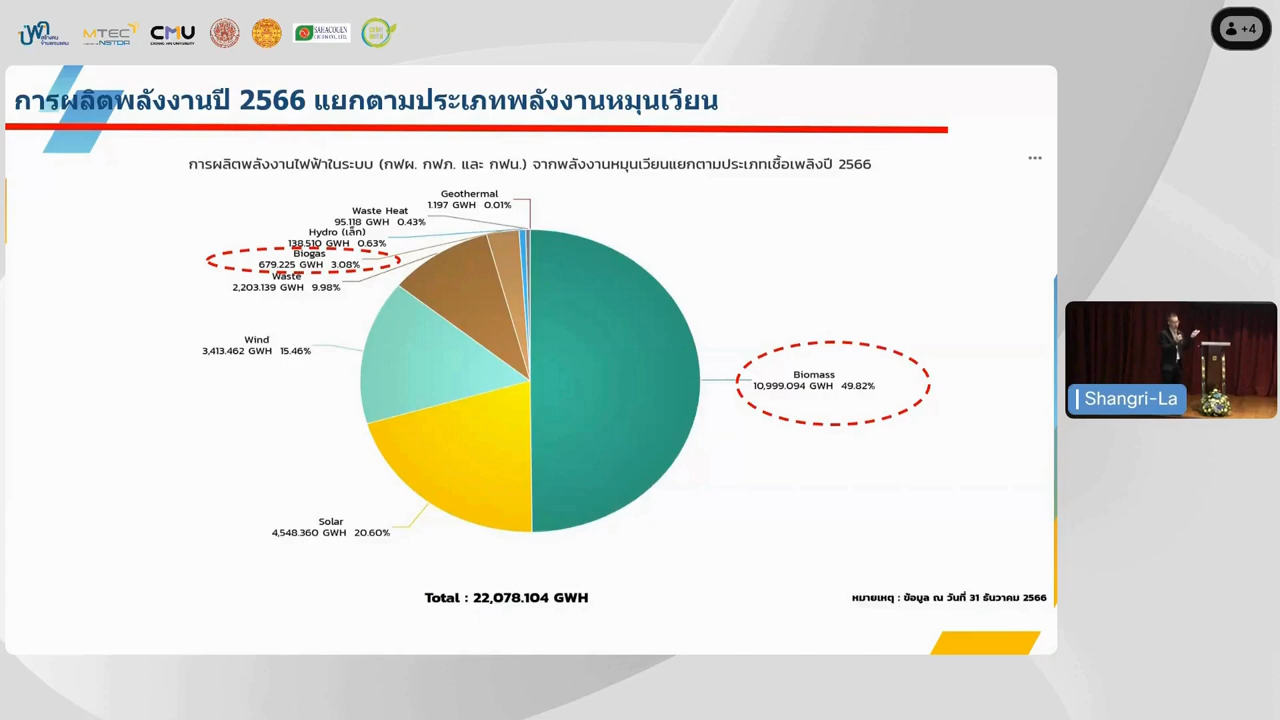 MTEC
NSTDA
CMU
CHIANG MAI UNIVERSITY
SAHACOGEN
+4
การผลิตพลังงานปี 2566 แยกตามประเภทพลังงานหมุนเวียน
การผลิตพลังงานไฟฟ้าในระบบ (กฟผ. กฟภ. และ กฟน.) จากพลังงานหมุนเวียนแยกตามประเภทเชื้อเพลิงปี 2566
Geothermal
1.197 GWH 0.01%
Waste Heat
95.118 GWH 0.43%
Hydro (เล็ก)
138.510 GWH 0.63%
Biogas
679.225 GWH 3.08%
Waste
2,203.139 GWH 9.98%
Wind
3,413.462 GWH 15.46%
Biomass
10,999.094 GWH 49.82%
Shangri-La
Solar
4,548.360 GWH 20.60%
Total : 22,078.104 GWH
หมายเหตุ : ข้อมูล ณ วันที่ 31 ธันวาคม 2566